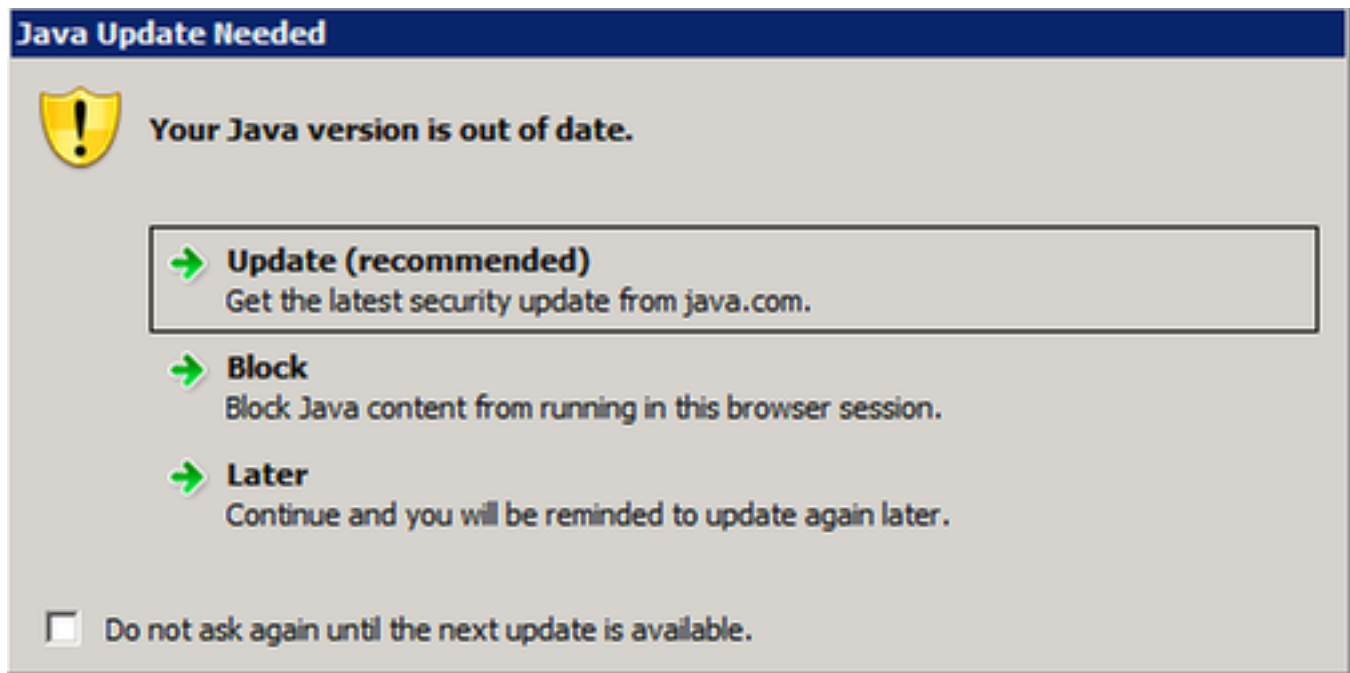 Java Update Needed
Your Java version is out of date.
Update (recommended)
Get the latest security update from java.com.
Block
Block Java content from running in this browser session.
Later
Continue and you will be reminded to update again later.
Do not ask again until the next update is available.